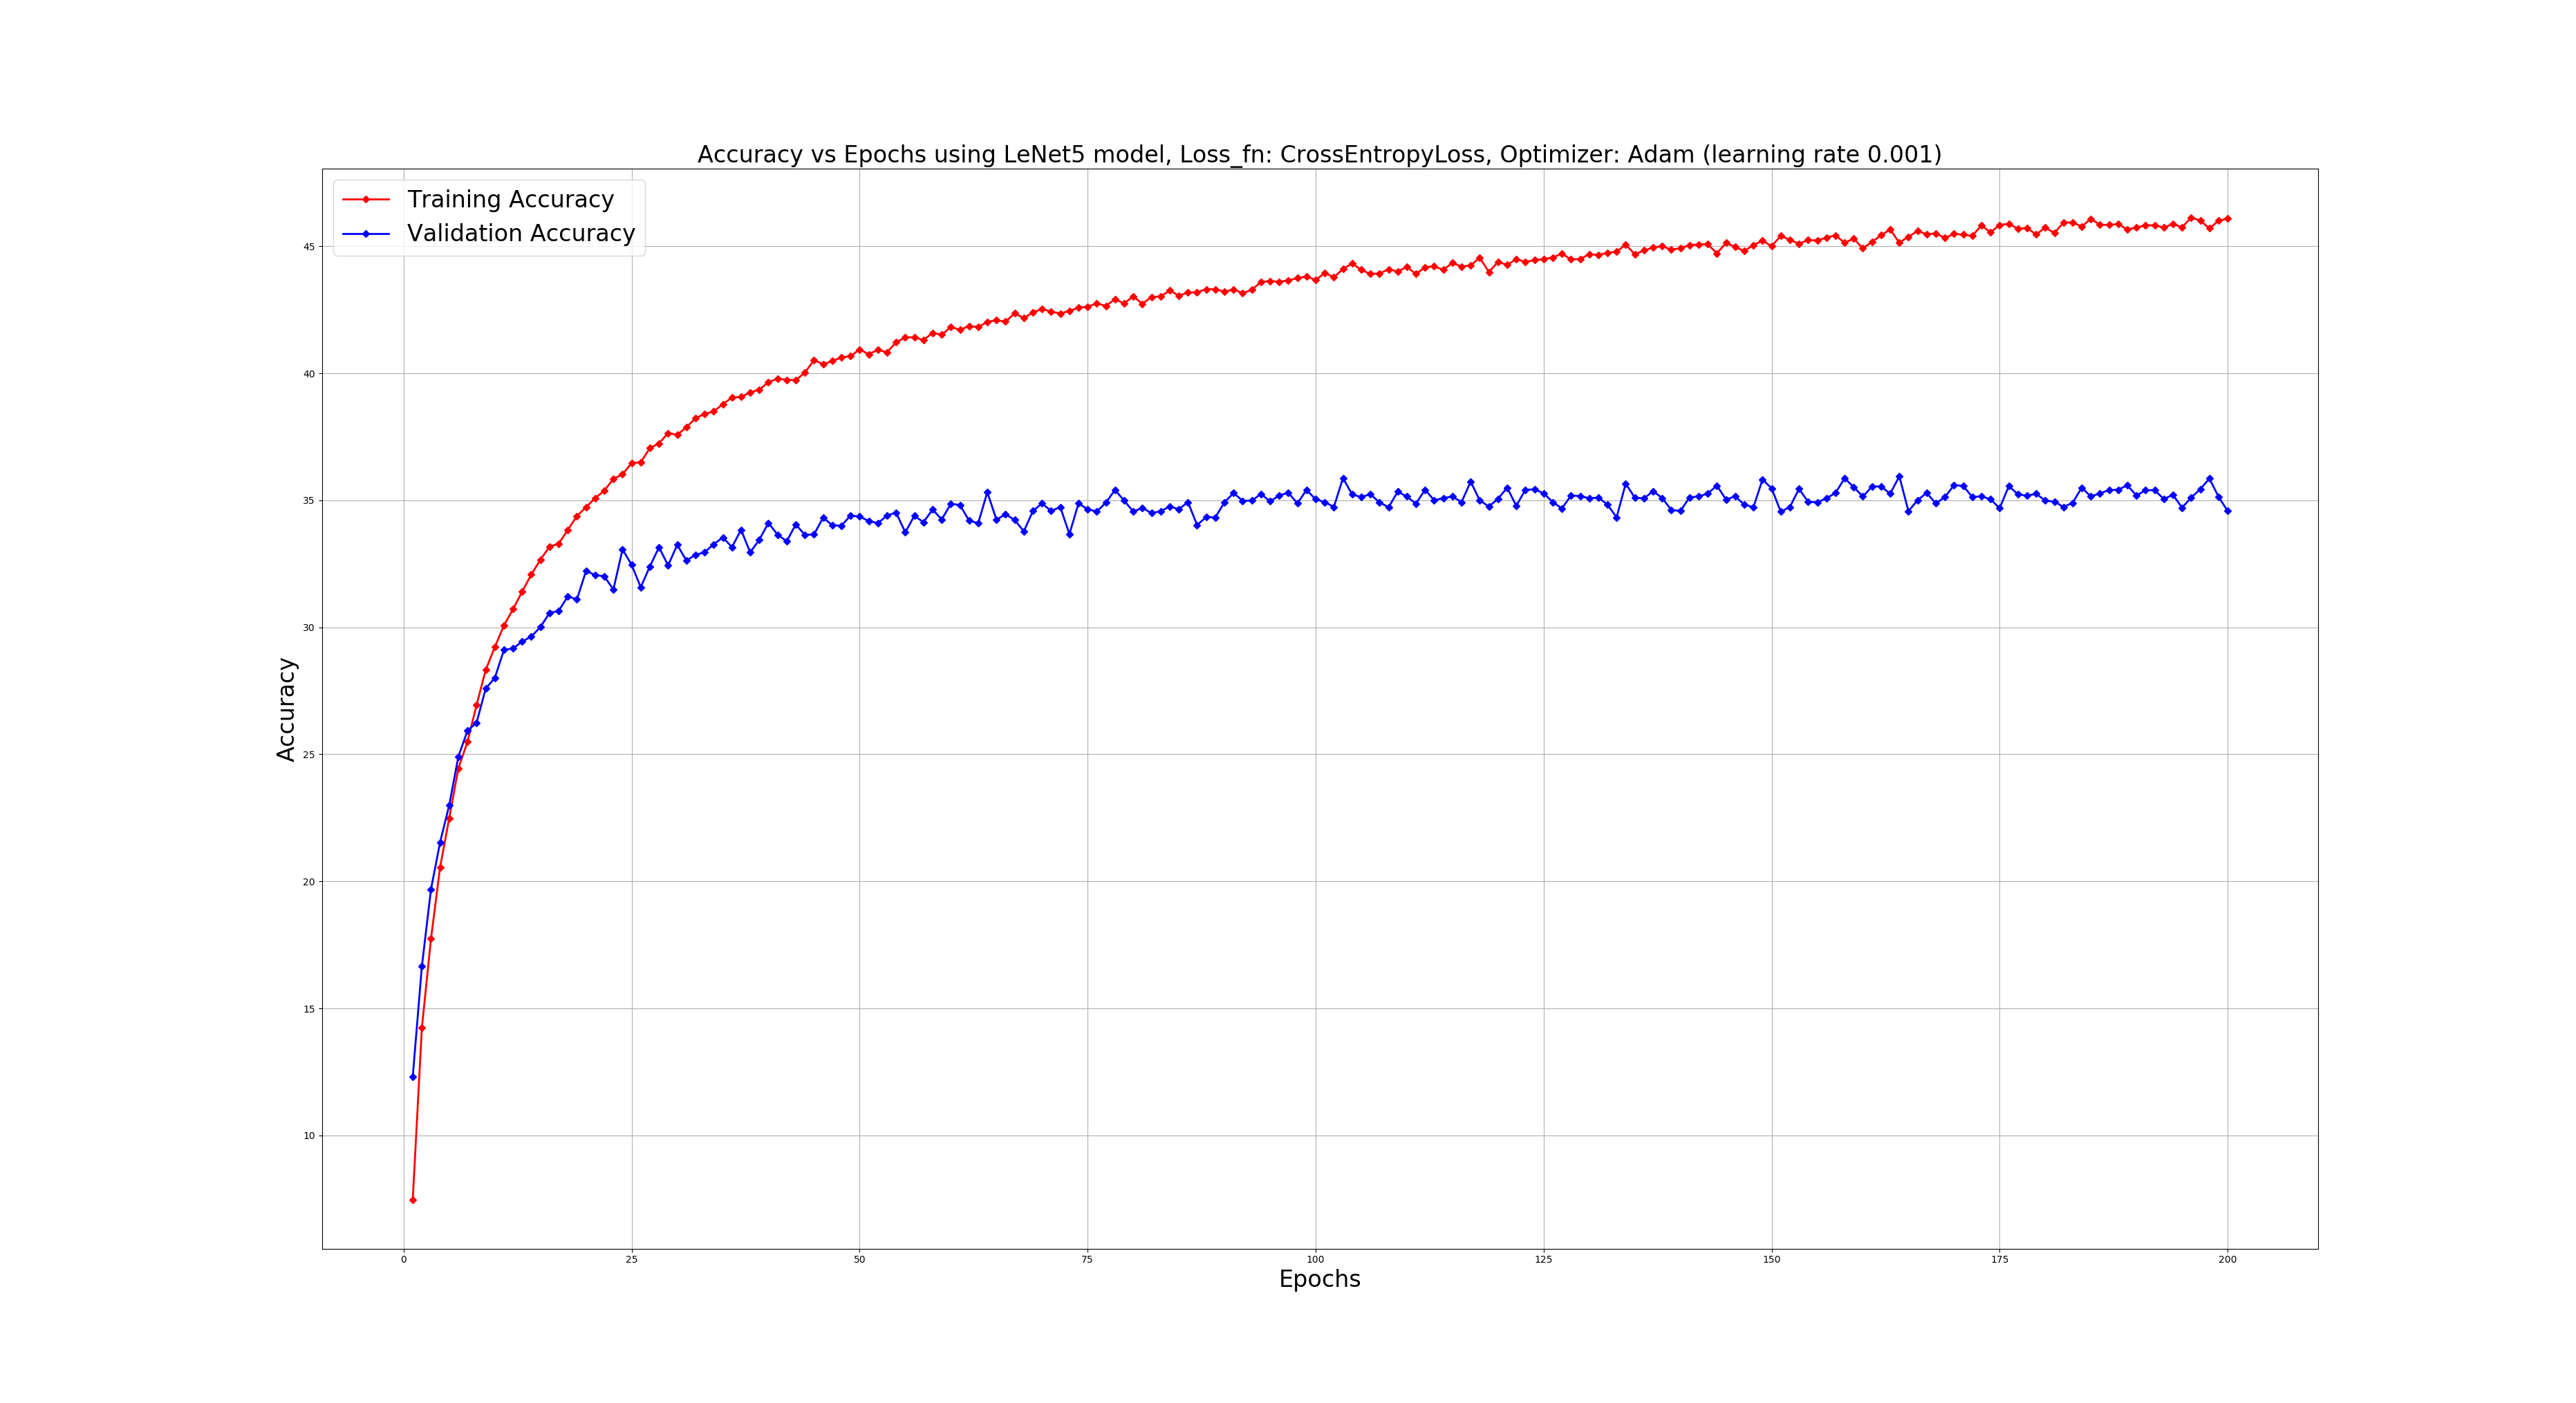 Accuracy vs Epochs using LeNet5 model, Loss_fn: CrossEntropyLoss, Optimizer: Adam (learning rate 0.001)
Training Accuracy
Validation Accuracy
45
40
35
30
25
20
15
10
Accuracy
0 25 50 75 100 125 150 175 200
Epochs